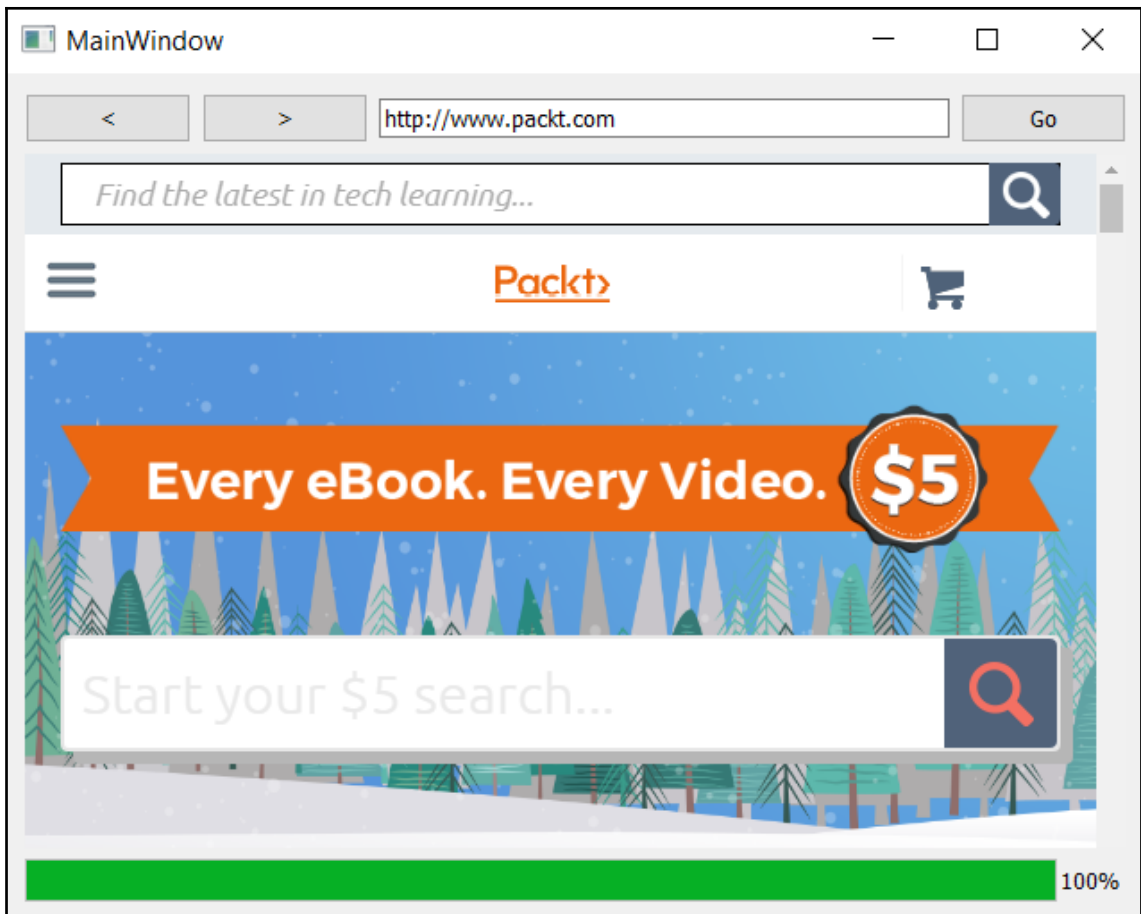 MainWindow
< > http://www.packt.com Go
Find the latest in tech learning...
Packt>
Every eBook. Every Video. $5
Start your $5 search...
100%